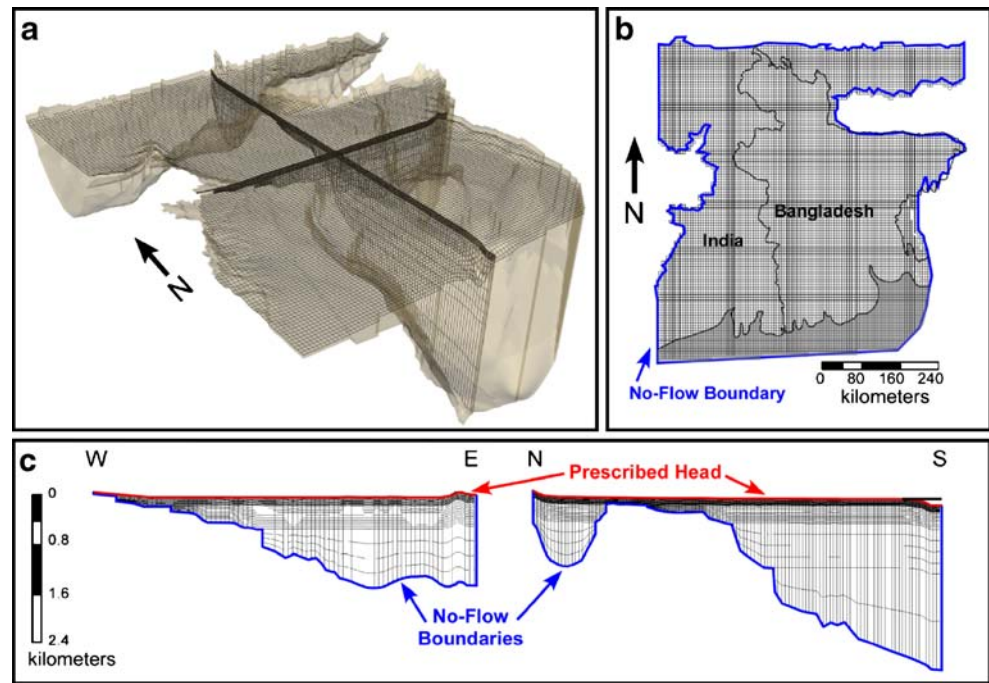 a
N
b
N
India
Bangladesh
No-Flow Boundary
0 80 160 240
kilometers
c
W
E
N
S
Prescribed Head
No-Flow
Boundaries
0
0.8
1.6
2.4
kilometers